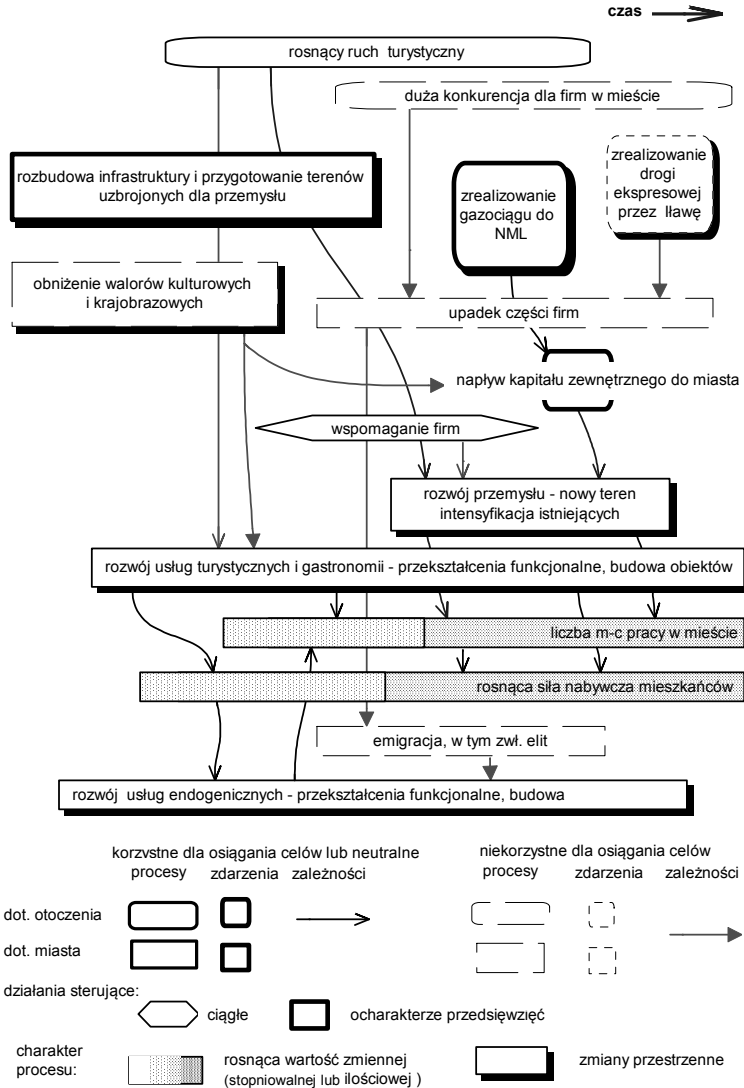 czas
rosnący ruch turystyczny
duża konkurencja dla firm w mieście
rozbudowa infrastruktury i przygotowanie terenów
uzbrojonych dla przemysłu
zrealizowanie
gazociągu do
NML
zrealizowanie
drogi
ekspresowej
przez Iławę
obniżenie walorów kulturowych
i krajobrazowych
upadek części firm
napływ kapitału zewnętrznego do miasta
wspomaganie firm
rozwój przemysłu - nowy teren
intensyfikacja istniejących
rozwój usług turystycznych i gastronomii - przekształcenia funkcjonalne, budowa obiektów
liczba m-c pracy w mieście
rosnąca siła nabywcza mieszkańców
emigracja, w tym zwł. elit
rozwój usług endogenicznych - przekształcenia funkcjonalne, budowa
korzystne dla osiągania celów lub neutralne
procesy zdarzenia zależności
niekorzystne dla osiągania celów
procesy zdarzenia zależności
dot. otoczenia
dot. miasta
działania sterujące:
ciągłe
ocharakterze przedsięwzięć
charakter
procesu:
rosnąca wartość zmiennej
(stopniowalnej lub ilościowej )
zmiany przestrzenne